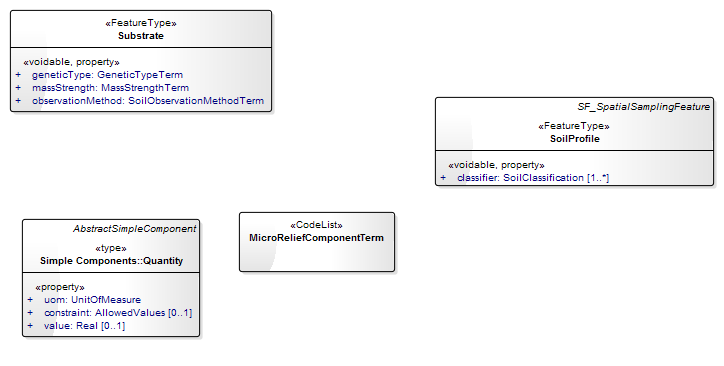 «FeatureType»
Substrate
«voidable, property»
+ geneticType: GeneticTypeTerm
+ massStrength: MassStrengthTerm
+ observationMethod: SoilObservationMethodTerm
SF_SpatialSamplingFeature
«FeatureType»
SoilProfile
«voidable, property»
+ classifier: SoilClassification [1..*]
AbstractSimpleComponent
«type»
Simple Components::Quantity
«property»
+ uom: UnitOfMeasure
+ constraint: AllowedValues [0..1]
+ value: Real [0..1]
«CodeList»
MicroReliefComponentTerm